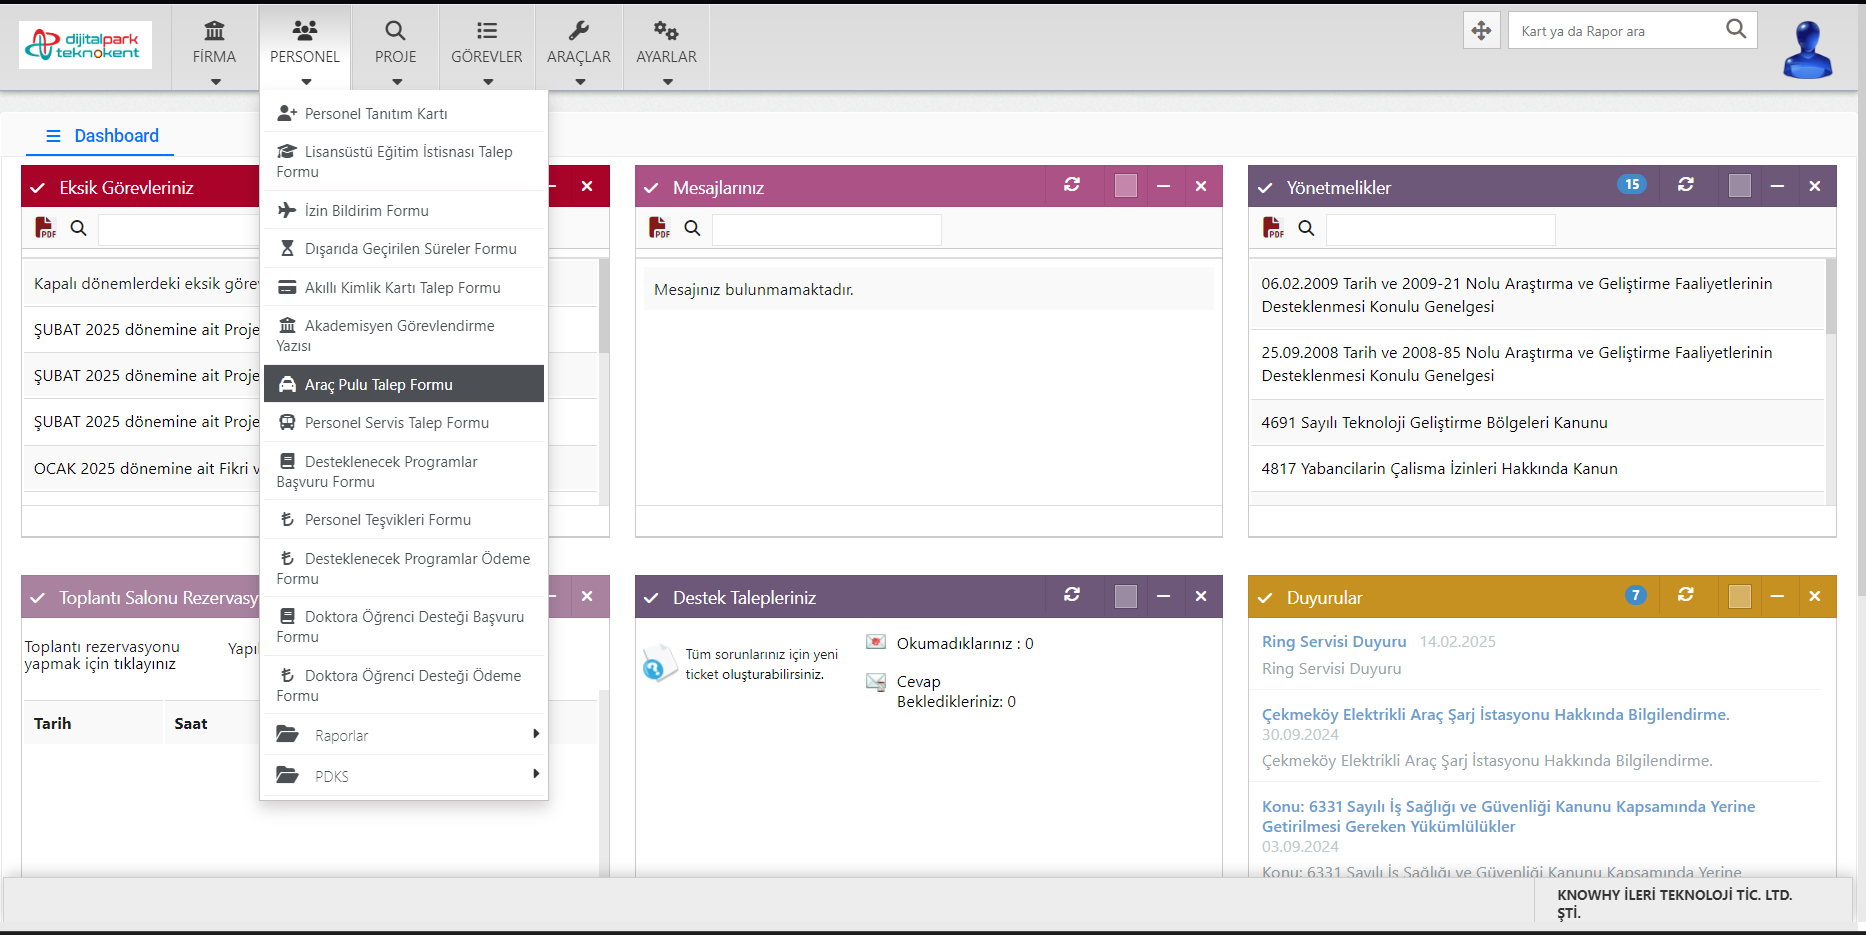 dijitalpark
teknokent
FİRMA
PERSONEL
PROJE
GÖREVLER
ARAÇLAR
AYARLAR
Kart ya da Rapor ara
Dashboard
Personel Tanıtım Kartı
Lisansüstü Eğitim İstisnası Talep
Formu
İzin Bildirim Formu
Dışarıda Geçirilen Süreler Formu
Akıllı Kimlik Kartı Talep Formu
Akademisyen Görevlendirme
Yazısı
Araç Pulu Talep Formu
Personel Servis Talep Formu
Desteklenecek Programlar
Başvuru Formu
Personel Teşvikleri Formu
Desteklenecek Programlar Ödeme
Formu
Doktora Öğrenci Desteği Başvuru
Formu
Doktora Öğrenci Desteği Ödeme
Formu
Raporlar
PDKS
Eksik Görevleriniz
PDF
Kapalı dönemlerdeki eksik göre
ŞUBAT 2025 dönemine ait Proje
ŞUBAT 2025 dönemine ait Proje
ŞUBAT 2025 dönemine ait Proje
OCAK 2025 dönemine ait Fikri v
Mesajlarınız
PDF
Mesajınız bulunmamaktadır.
Yönetmelikler
15
PDF
06.02.2009 Tarih ve 2009-21 Nolu Araştırma ve Geliştirme Faaliyetlerinin
Desteklenmesi Konulu Genelgesi
25.09.2008 Tarih ve 2008-85 Nolu Araştırma ve Geliştirme Faaliyetlerinin
Desteklenmesi Konulu Genelgesi
4691 Sayılı Teknoloji Geliştirme Bölgeleri Kanunu
4817 Yabancilarin Çalisma İzinleri Hakkında Kanun
Toplantı Salonu Rezervasy
Toplantı rezervasyonu
yapmak için tıklayınız
Yapıl
Tarih
Saat
Destek Talepleriniz
Tüm sorunlarınız için yeni
ticket oluşturabilirsiniz.
Okumadıklarınız : 0
Cevap
Beklediklerınız: 0
Duyurular
7
Ring Servisi Duyuru 14.02.2025
Ring Servisi Duyuru
Çekmeköy Elektrikli Araç Şarj İstasyonu Hakkında Bilgilendirme.
30.09.2024
Çekmeköy Elektrikli Araç Şarj İstasyonu Hakkında Bilgilendirme.
Konu: 6331 Sayılı İş Sağlığı ve Güvenliği Kanunu Kapsamında Yerine
Getirilmesi Gereken Yükümlülükler
03.09.2024
Konu: 6331 Sayılı İş Sağlığı ve Güvenliği Kanunu Kapsamında Yerine
KNOWHY İLERİ TEKNOLOJİ TİC. LTD.
ŞTİ.